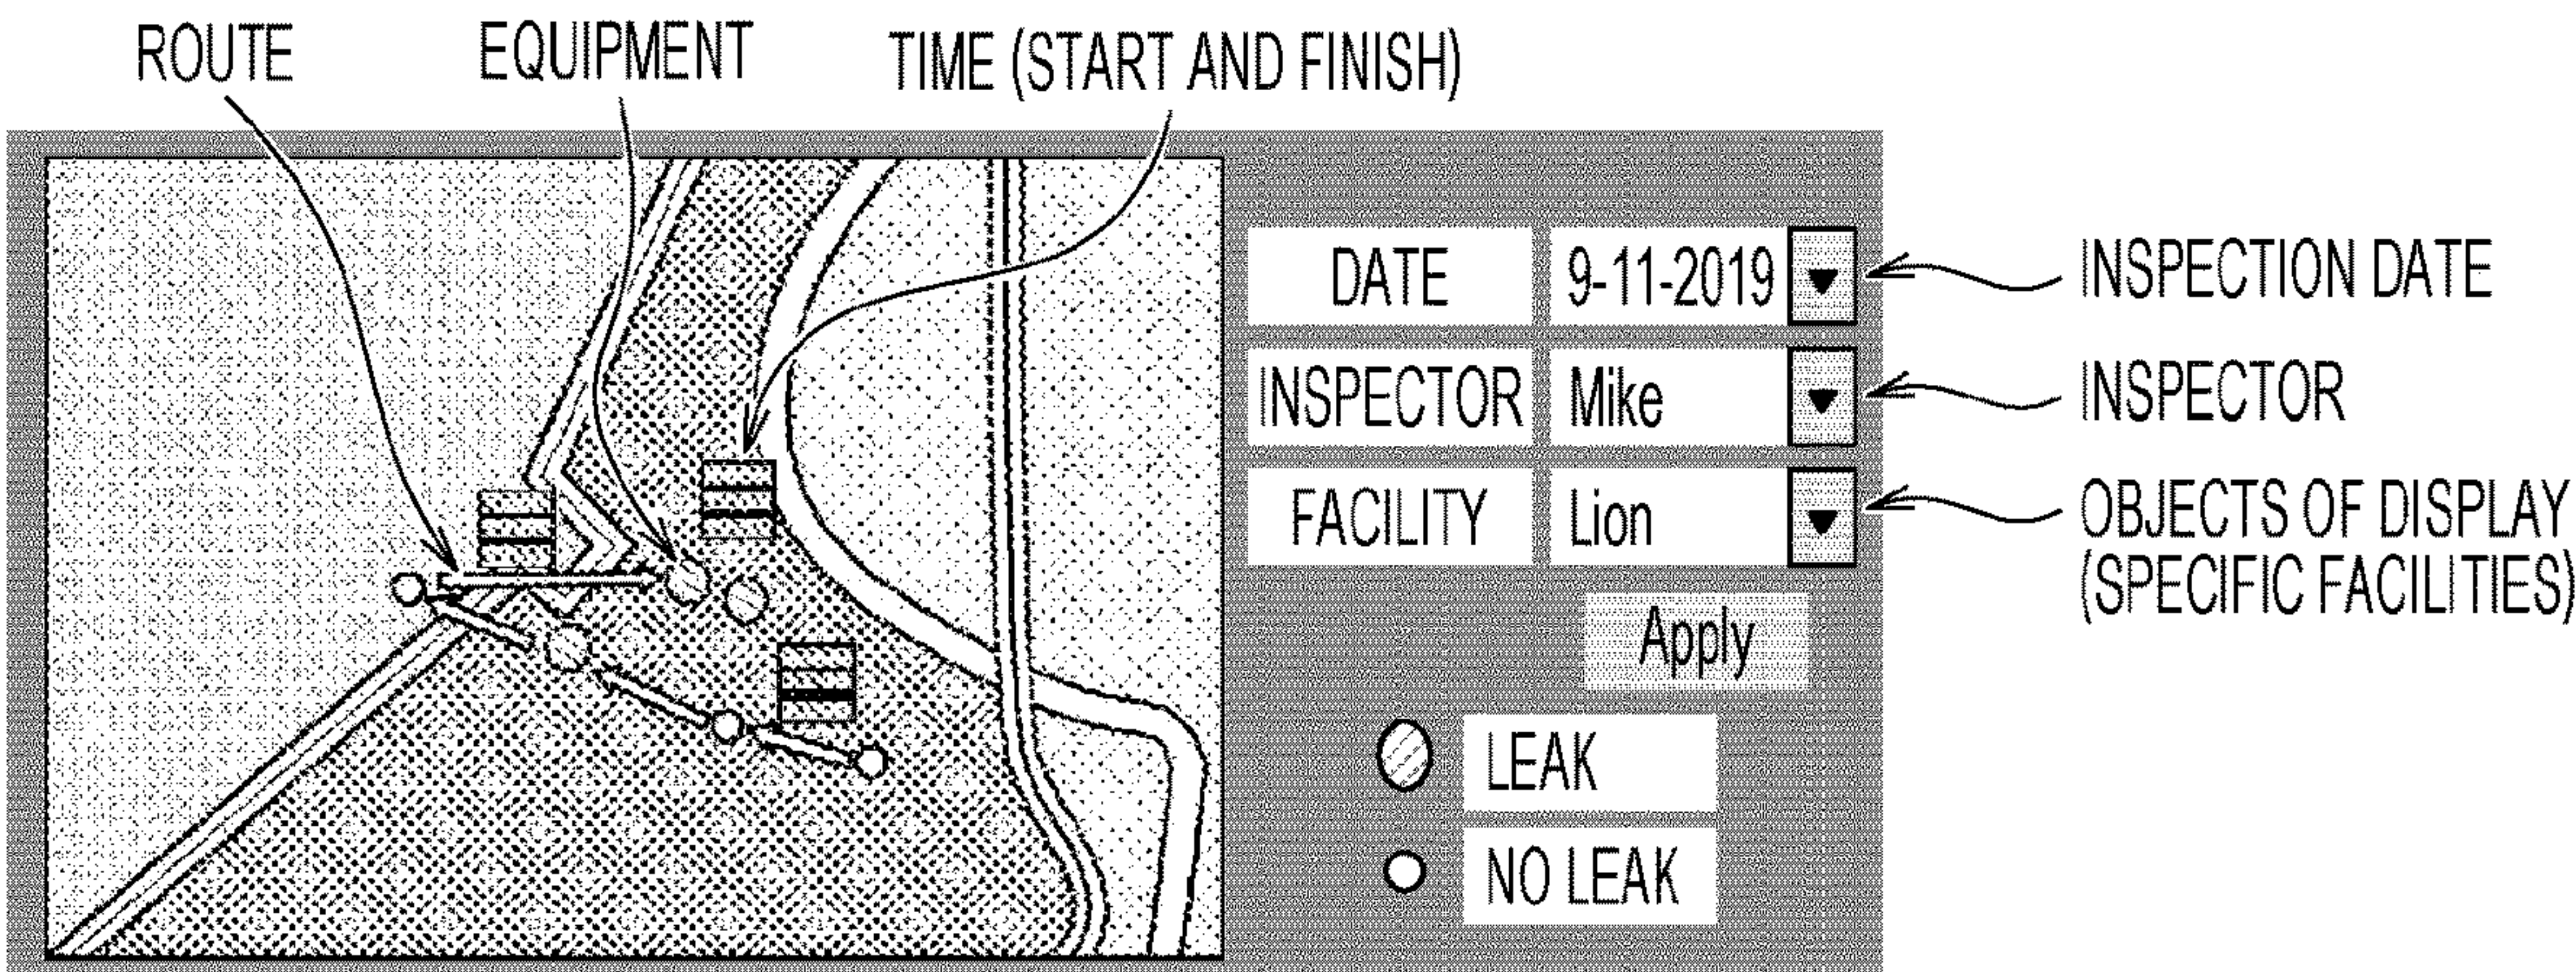 ROUTE
EQUIPMENT
TIME (START AND FINISH)
DATE
9-11-2019
INSPECTION DATE
INSPECTOR
Mike
INSPECTOR
FACILITY
Lion
OBJECTS OF DISPLAY
(SPECIFIC FACILITIES)
Apply
LEAK
NO LEAK